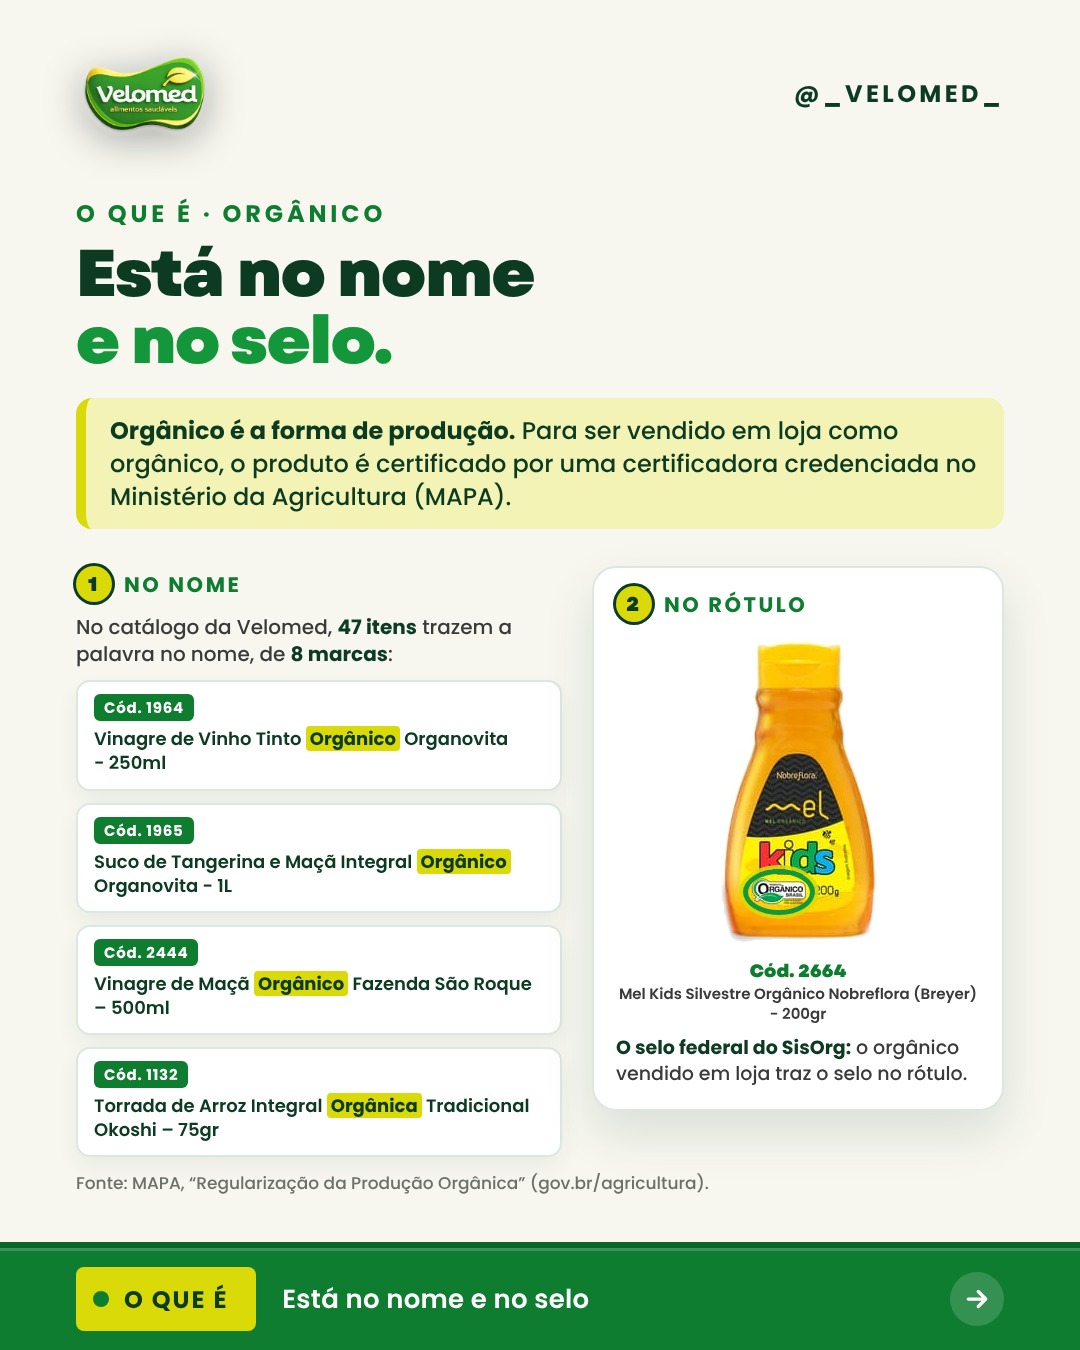 Velomed
alimentos saudáveis
@_VELOMED_
O QUE É · ORGÂNICO
Está no nome
e no selo.
Orgânico é a forma de produção. Para ser vendido em loja como
orgânico, o produto é certificado por uma certificadora credenciada no
Ministério da Agricultura (MAPA).
1 NO NOME
No catálogo da Velomed, 47 itens trazem a
palavra no nome, de 8 marcas:
Cód. 1964
Vinagre de Vinho Tinto Orgânico Organovita
- 250ml
Cód. 1965
Suco de Tangerina e Maçã Integral Orgânico
Organovita - 1L
Cód. 2444
Vinagre de Maçã Orgânico Fazenda São Roque
– 500ml
Cód. 1132
Torrada de Arroz Integral Orgânica Tradicional
Okoshi – 75gr
2 NO RÓTULO
Nobreflora.
mel
MEL ORGÂNICO
kids
ORGÂNICO
BRASIL
200g
Cód. 2664
Mel Kids Silvestre Orgânico Nobreflora (Breyer)
- 200gr
O selo federal do SisOrg: o orgânico
vendido em loja traz o selo no rótulo.
Fonte: MAPA, “Regularização da Produção Orgânica” (gov.br/agricultura).
O QUE É
Está no nome e no selo